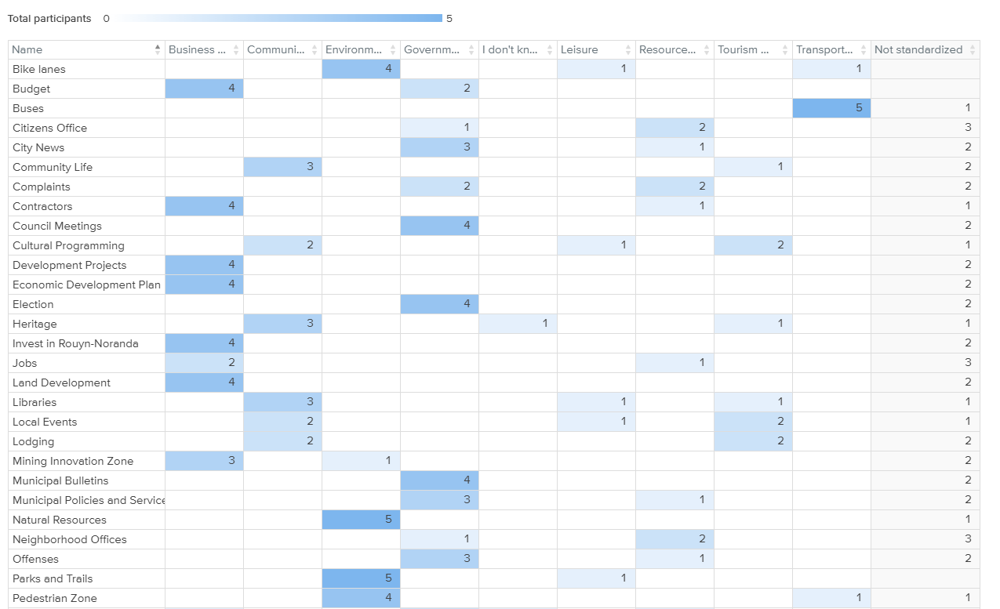 Total participants 0 5
Name Business ... Communi... Environm... Governm... I don't kn... Leisure Resource... Tourism ... Transport... Not standardized
Bike lanes 4 1 1
Budget 4 2
Buses 5 1
Citizens Office 1 2 3
City News 3 1 2
Community Life 3 1 2
Complaints 2 2 2
Contractors 4 1 1
Council Meetings 4 2
Cultural Programming 2 1 2 1
Development Projects 4 2
Economic Development Plan 4 2
Election 4 2
Heritage 3 1 1 1
Invest in Rouyn-Noranda 4 2
Jobs 2 1 3
Land Development 4 2
Libraries 3 1 1 1
Local Events 2 1 2 1
Lodging 2 2 2
Mining Innovation Zone 3 1 2
Municipal Bulletins 4 2
Municipal Policies and Service 3 1 2
Natural Resources 5 1
Neighborhood Offices 1 2 3
Offenses 3 1 2
Parks and Trails 5 1
Pedestrian Zone 4 1 1